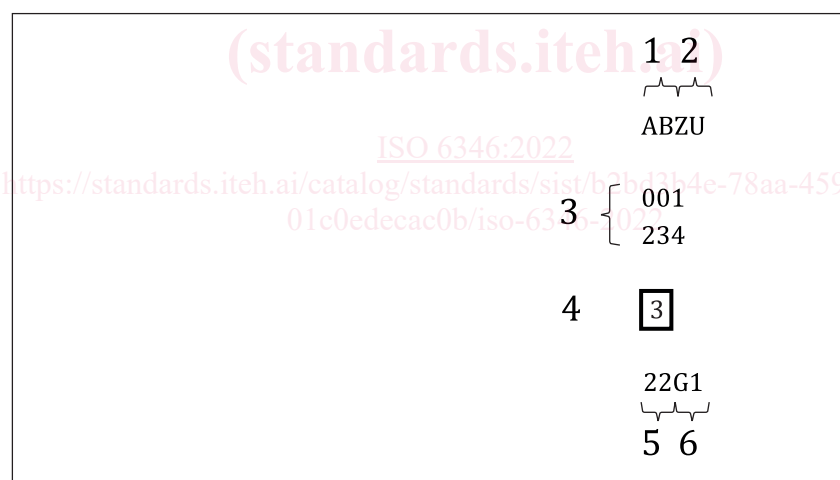 (standards.iteh.ai)
1 2
ABZU
ISO 6346:2022
https://standards.iteh.ai/catalog/standards/sist/b2bd3b4e-78aa-459
001
3
01c0edecac0b/iso-6346-2022
234
4 3
22G1
5 6